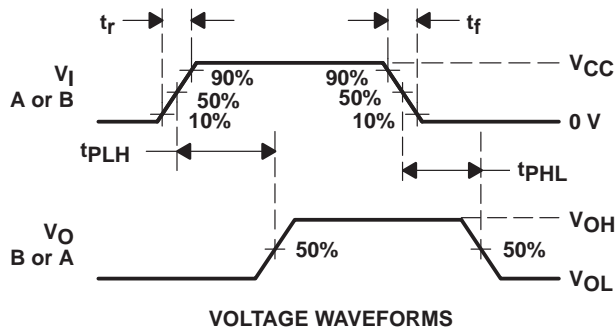 tr
tf
VI
A or B
90%
50%
10%
90%
50%
10%
VCC
0 V
tPLH
tPHL
VO
B or A
50%
50%
VOH
VOL
VOLTAGE WAVEFORMS